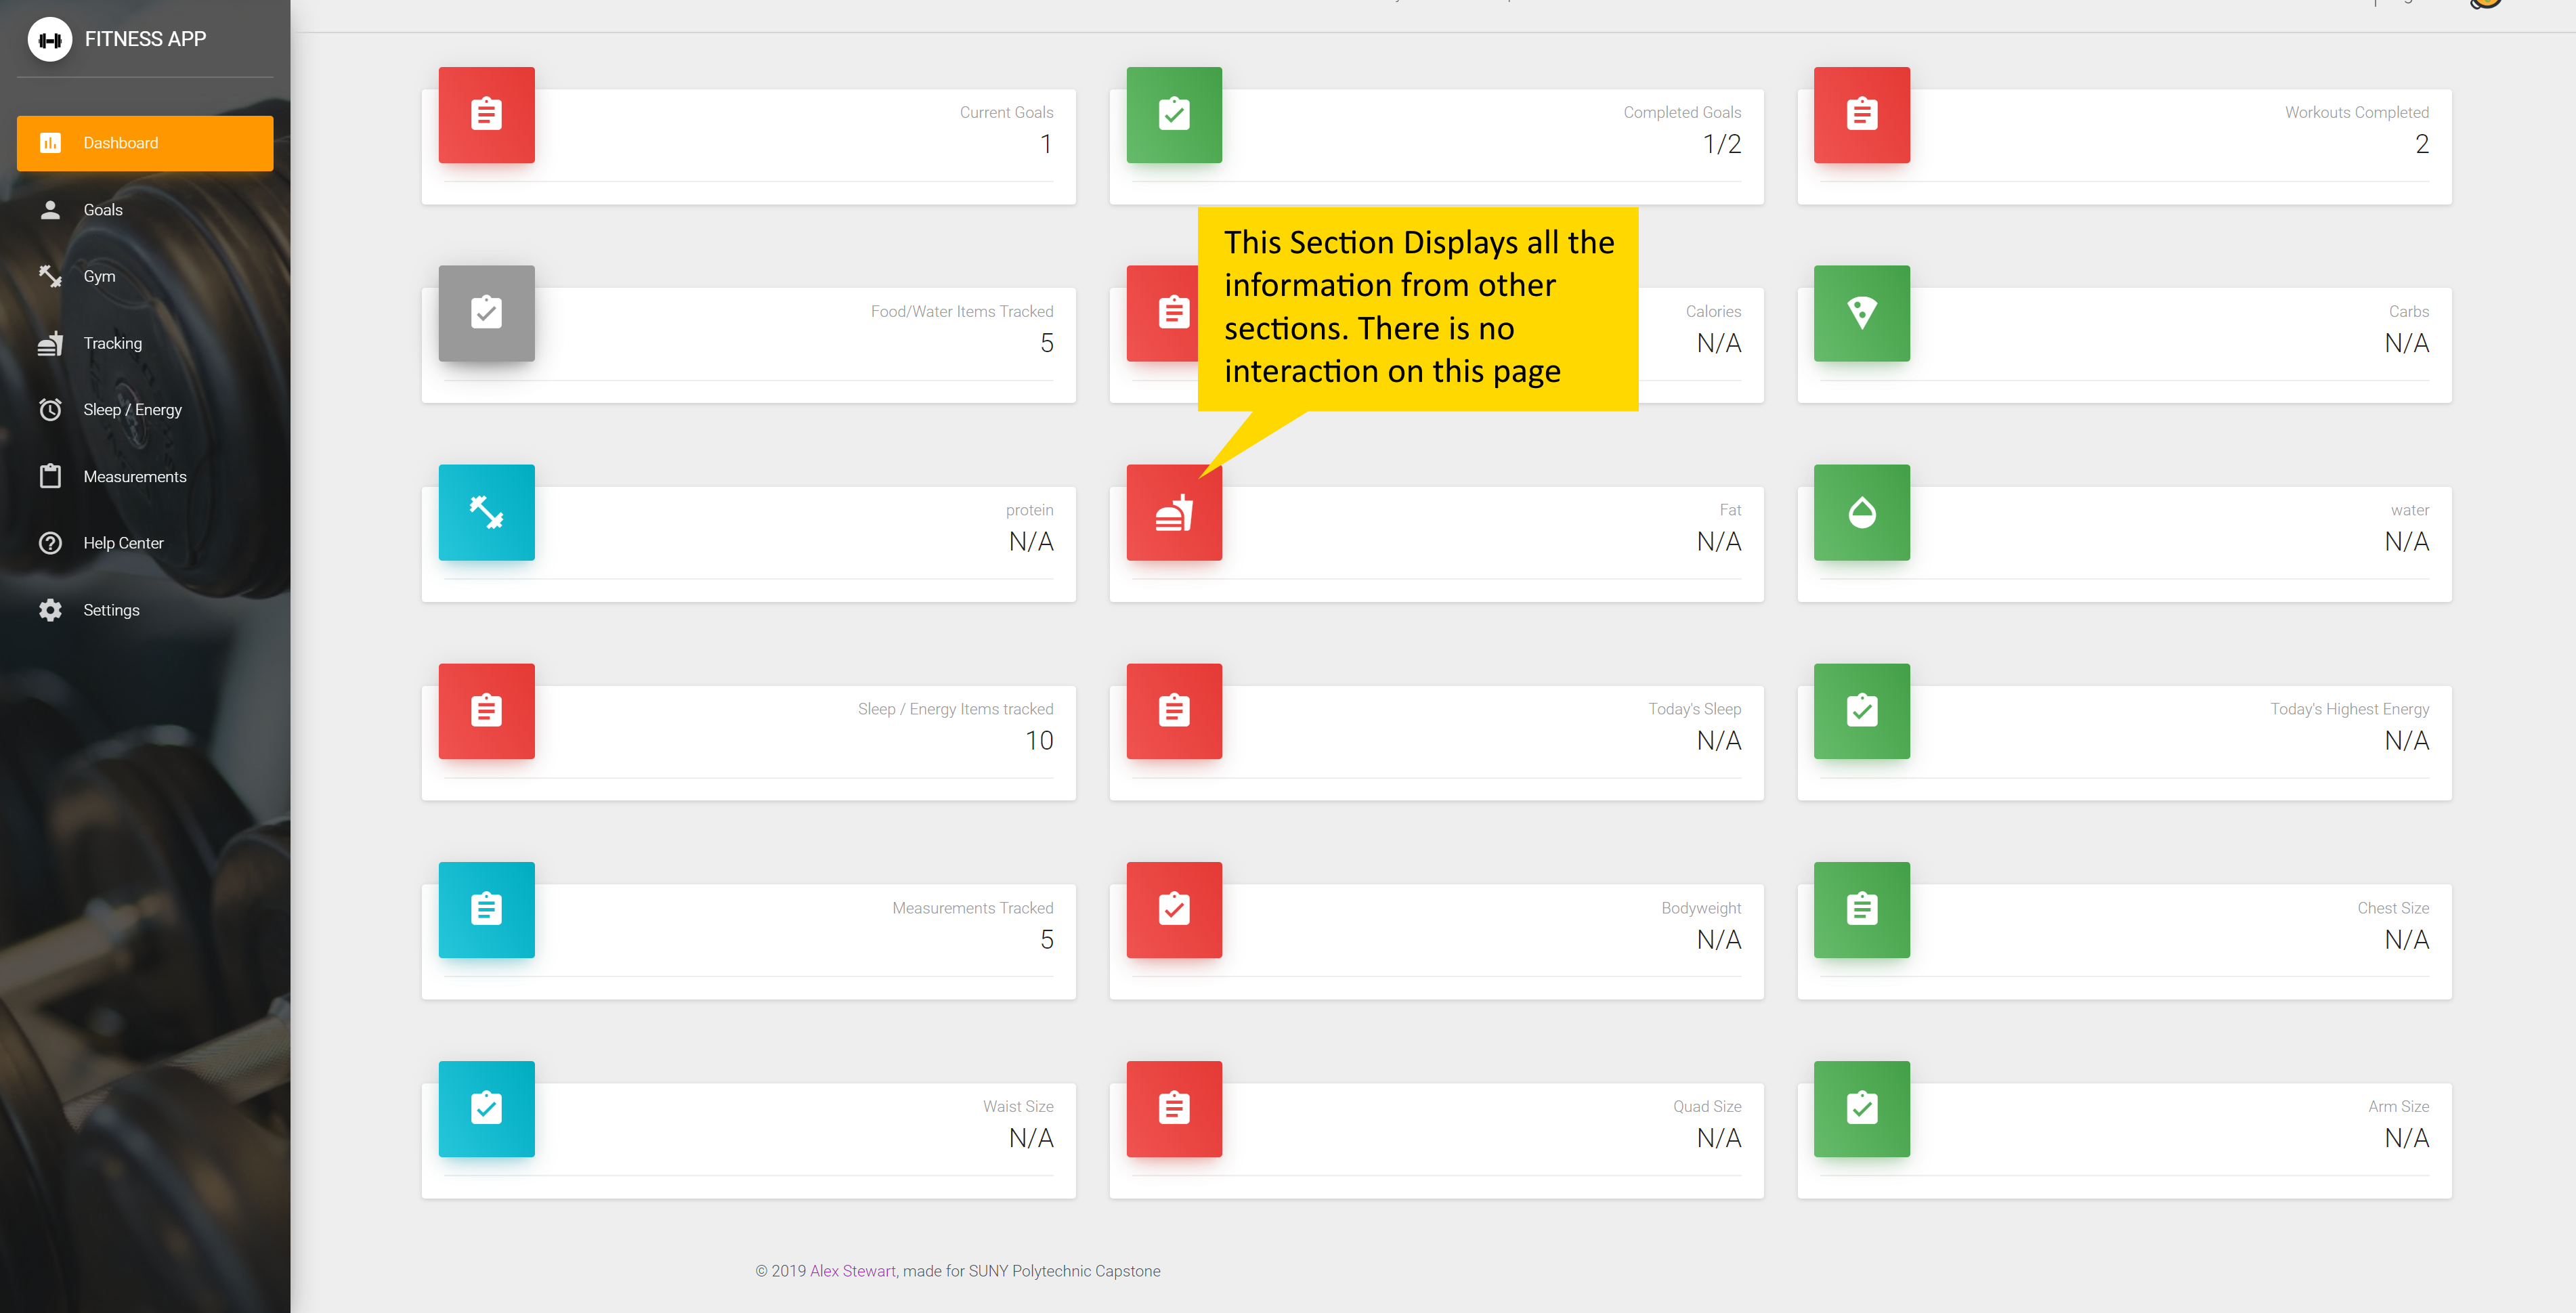 FITNESS APP
Dashboard
Goals
Gym
Tracking
Sleep / Energy
Measurements
Help Center
Settings
Current Goals
1
Completed Goals
1/2
Workouts Completed
2
Food/Water Items Tracked
5
This Section Displays all the
information from other
sections. There is no
interaction on this page
Calories
N/A
Carbs
N/A
protein
N/A
Fat
N/A
water
N/A
Sleep / Energy Items tracked
10
Today's Sleep
N/A
Today's Highest Energy
N/A
Measurements Tracked
5
Bodyweight
N/A
Chest Size
N/A
Waist Size
N/A
Quad Size
N/A
Arm Size
N/A
© 2019 Alex Stewart, made for SUNY Polytechnic Capstone